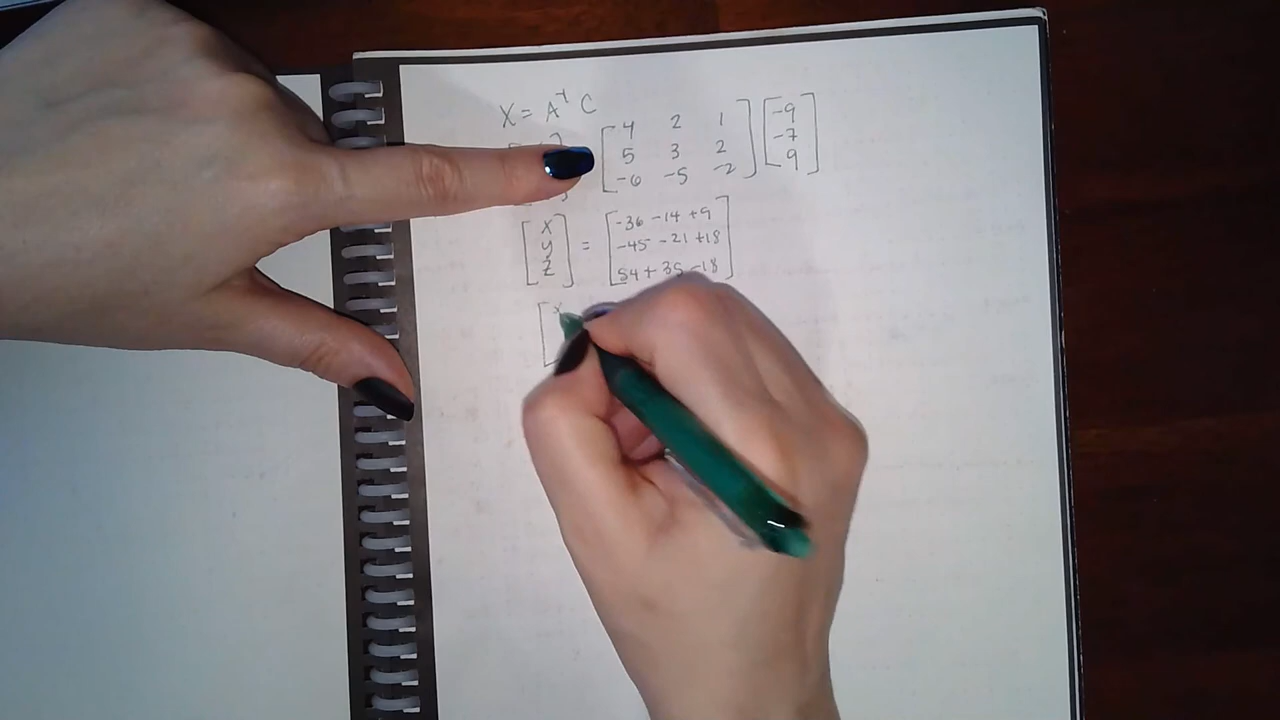 X = A⁻¹ C
[4 2 1] [-9]
[5 3 2] [-7]
[-6 -5 -2] [9]
[x] = [-36 -14 +9]
[y] [-45 -21 +18]
[z] [54 + 35 -18]
[x